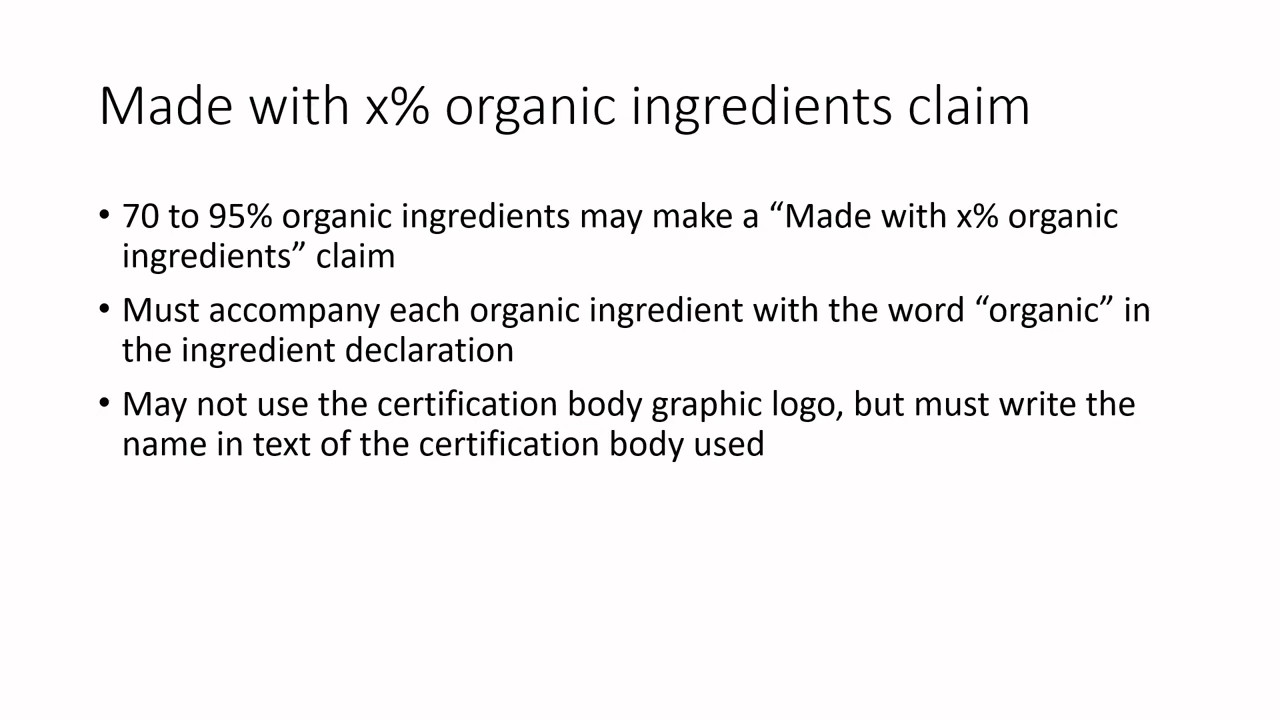 Made with x% organic ingredients claim
• 70 to 95% organic ingredients may make a “Made with x% organic
ingredients” claim
• Must accompany each organic ingredient with the word “organic” in
the ingredient declaration
• May not use the certification body graphic logo, but must write the
name in text of the certification body used